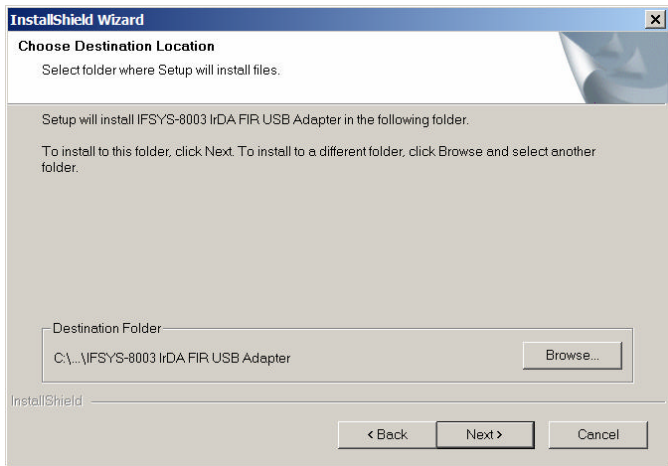 InstallShield Wizard
Choose Destination Location
Select folder where Setup will install files.
Setup will install IFSYS-8003 IrDA FIR USB Adapter in the following folder.
To install to this folder, click Next. To install to a different folder, click Browse and select another
folder.
Destination Folder
C:\...\IFSYS-8003 IrDA FIR USB Adapter
Browse...
InstallShield
< Back
Next >
Cancel